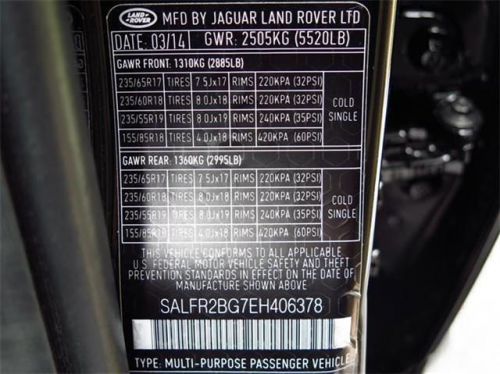 LAND ROVER MFD BY JAGUAR LAND ROVER LTD
DATE: 03/14 GWR: 2505KG (5520LB)
GAWR FRONT: 1310KG (2885LB)
235/65R17 TIRES 7.5Jx17 RIMS 220KPA (32PSI)
235/60R18 TIRES 8.0Jx18 RIMS 220KPA (32PSI) COLD
235/55R19 TIRES 8.0Jx19 RIMS 240KPA (35PSI) SINGLE
155/85R18 TIRES 4.0Jx18 RIMS 420KPA (60PSI)
GAWR REAR: 1360KG (2995LB)
235/65R17 TIRES 7.5Jx17 RIMS 220KPA (32PSI)
235/60R18 TIRES 8.0Jx18 RIMS 220KPA (32PSI) COLD
235/55R19 TIRES 8.0Jx19 RIMS 240KPA (35PSI) SINGLE
155/85R18 TIRES 4.0Jx18 RIMS 420KPA (60PSI)
THIS VEHICLE CONFORMS TO ALL APPLICABLE
U.S. FEDERAL MOTOR VEHICLE SAFETY AND THEFT
PREVENTION STANDARDS IN EFFECT ON THE DATE OF
MANUFACTURE SHOWN ABOVE
SALFR2BG7EH406378
TYPE: MULTI-PURPOSE PASSENGER VEHICLE